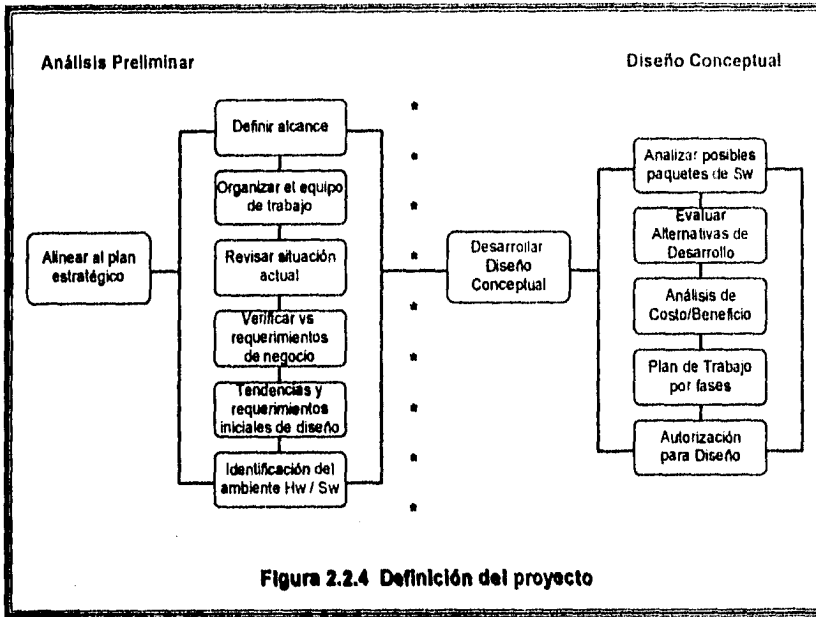 Análisis Preliminar
Diseño Conceptual
Definir alcance
Organizar el equipo
de trabajo
Alinear al plan
estratégico
Revisar situación
actual
Verificar vs
requerimientos
de negocio
Tendencias y
requerimientos
iniciales de diseño
Identificación del
ambiente Hw / Sw
*
*
*
*
*
*
*
*
*
Desarrollar
Diseño
Conceptual
Analizar posibles
paquetes de Sw
Evaluar
Alternativas de
Desarrollo
Análisis de
Costo/Beneficio
Plan de Trabajo
por fases
Autorización
para Diseño
Figura 2.2.4 Definición del proyecto